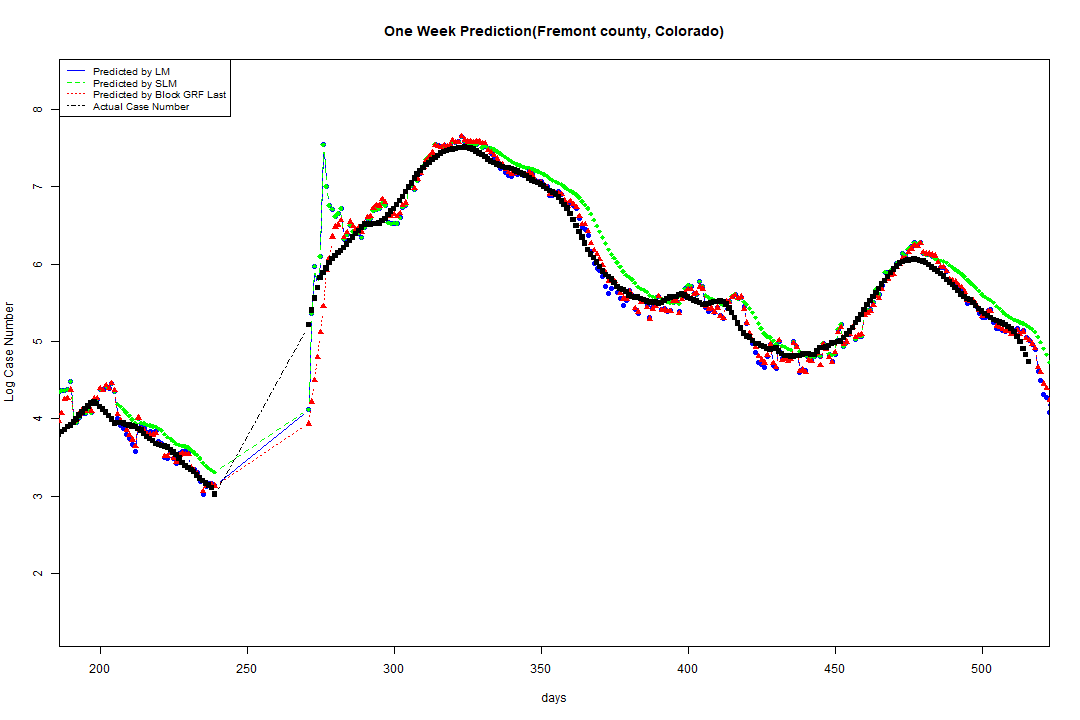 One Week Prediction(Fremont county, Colorado)
Predicted by LM
Predicted by SLM
Predicted by Block GRF Last
Actual Case Number
Log Case Number
8
7
6
5
4
3
2
200 250 300 350 400 450 500
days